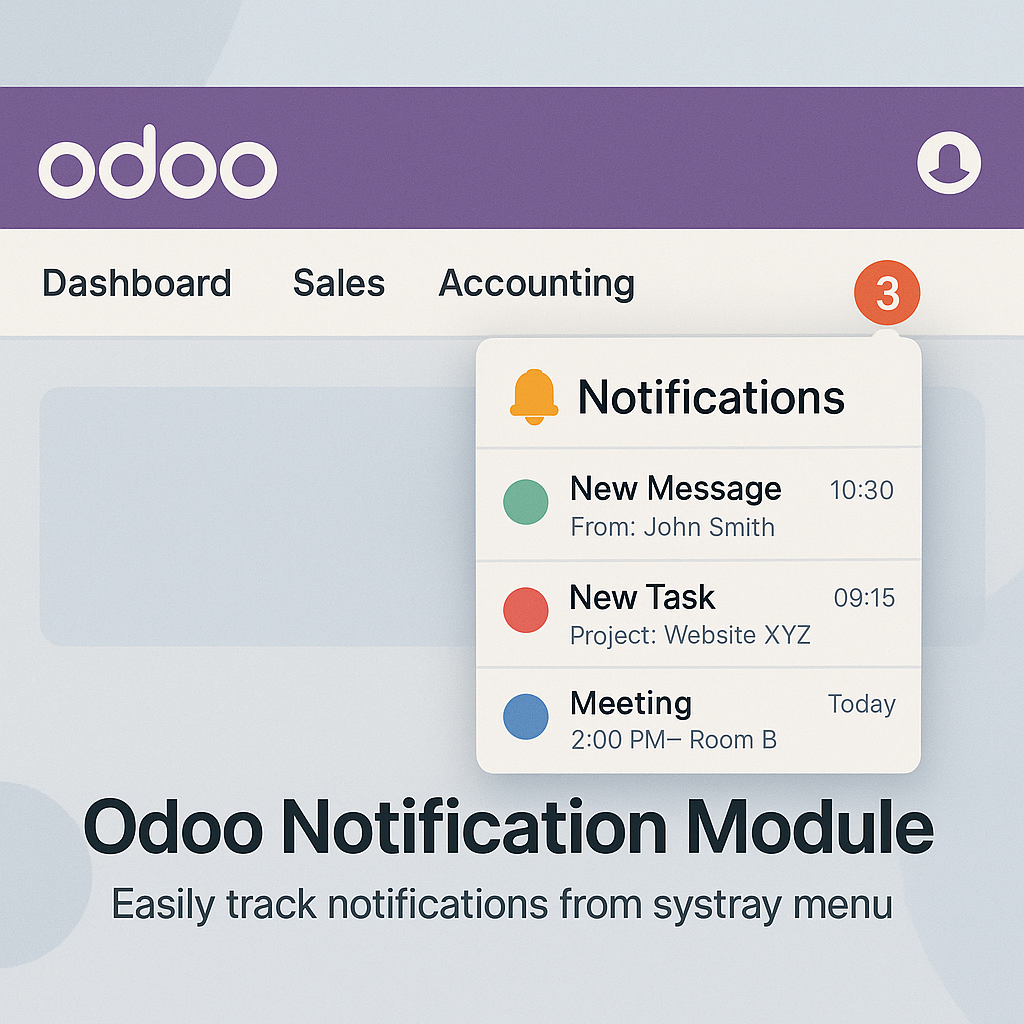 odoo
Dashboard Sales Accounting 3
Notifications
New Message 10:30
From: John Smith
New Task 09:15
Project: Website XYZ
Meeting Today
2:00 PM– Room B
Odoo Notification Module
Easily track notifications from systray menu